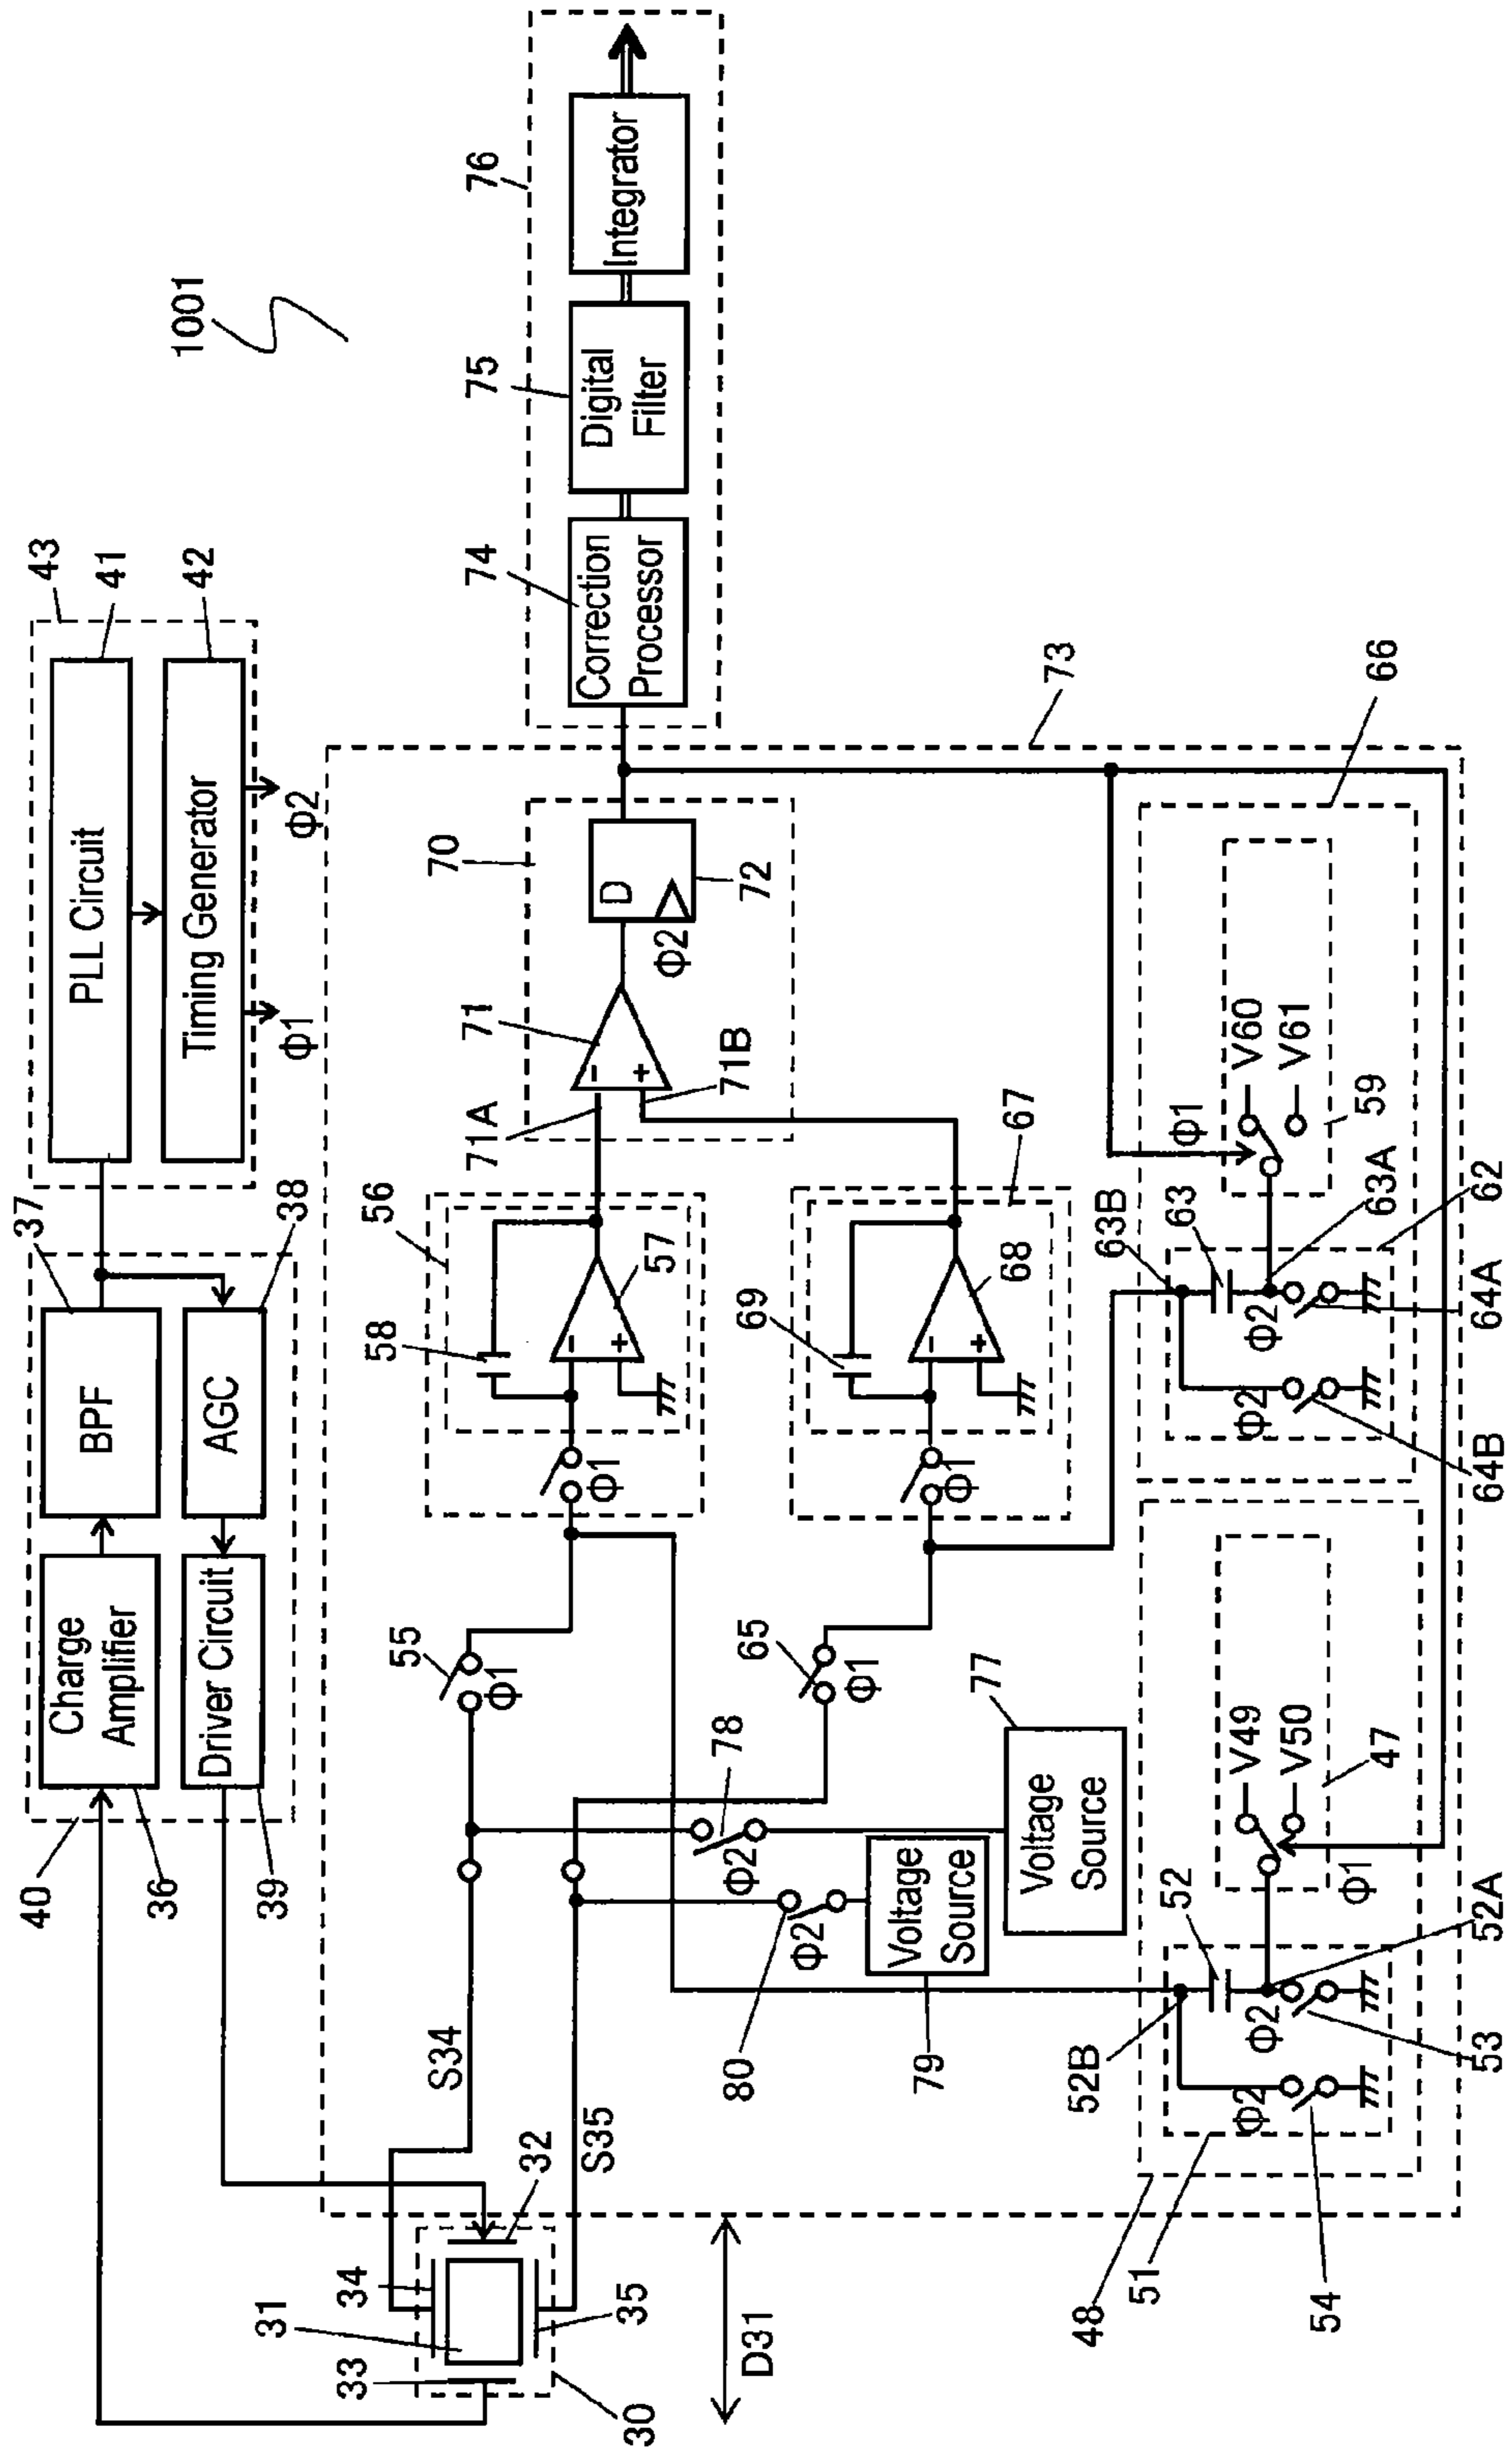 1001
40
37
43
Charge
Amplifier
BPF
PLL Circuit
41
36
Driver Circuit
AGC
Timing Generator
42
39
38
Φ1
Φ2
33
31
34
32
35
30
D31
S34
S35
55
Φ1
56
58
57
−
+
Φ1
71A
71
−
+
71B
70
D
72
Φ2
74
Correction
Processor
75
Digital
Filter
76
Integrator
78
Φ2
65
Φ1
69
68
−
+
Φ1
67
80
Φ2
79
Voltage
Source
77
Voltage
Source
73
48
51
54
Φ2
52B
52
Φ2
53
52A
V49
V50
Φ1
47
64B
Φ2
63B
63
Φ2
64A
63A
62
Φ1
V60
V61
59
66